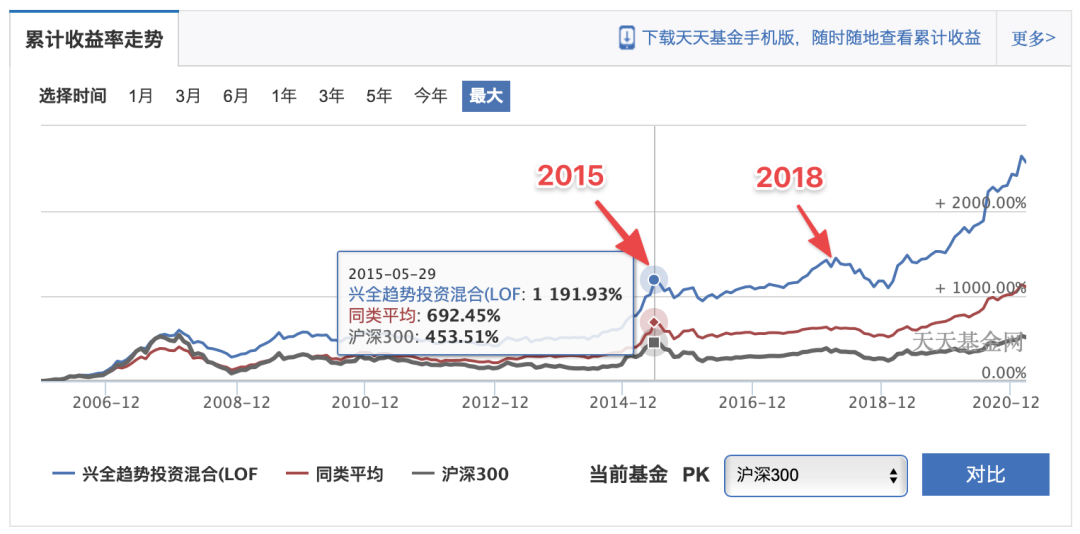 累计收益率走势
下载天天基金手机版，随时随地查看累计收益
更多>
选择时间 1月 3月 6月 1年 3年 5年 今年 最大
2015
2018
+ 2000.00%
2015-05-29
兴全趋势投资混合(LOF: 1 191.93%
+ 1000.00%
同类平均: 692.45%
沪深300: 453.51%
天天基金网
0.00%
2006-12 2008-12 2010-12 2012-12 2014-12 2016-12 2018-12 2020-12
兴全趋势投资混合(LOF 同类平均 沪深300
当前基金 PK 沪深300 对比